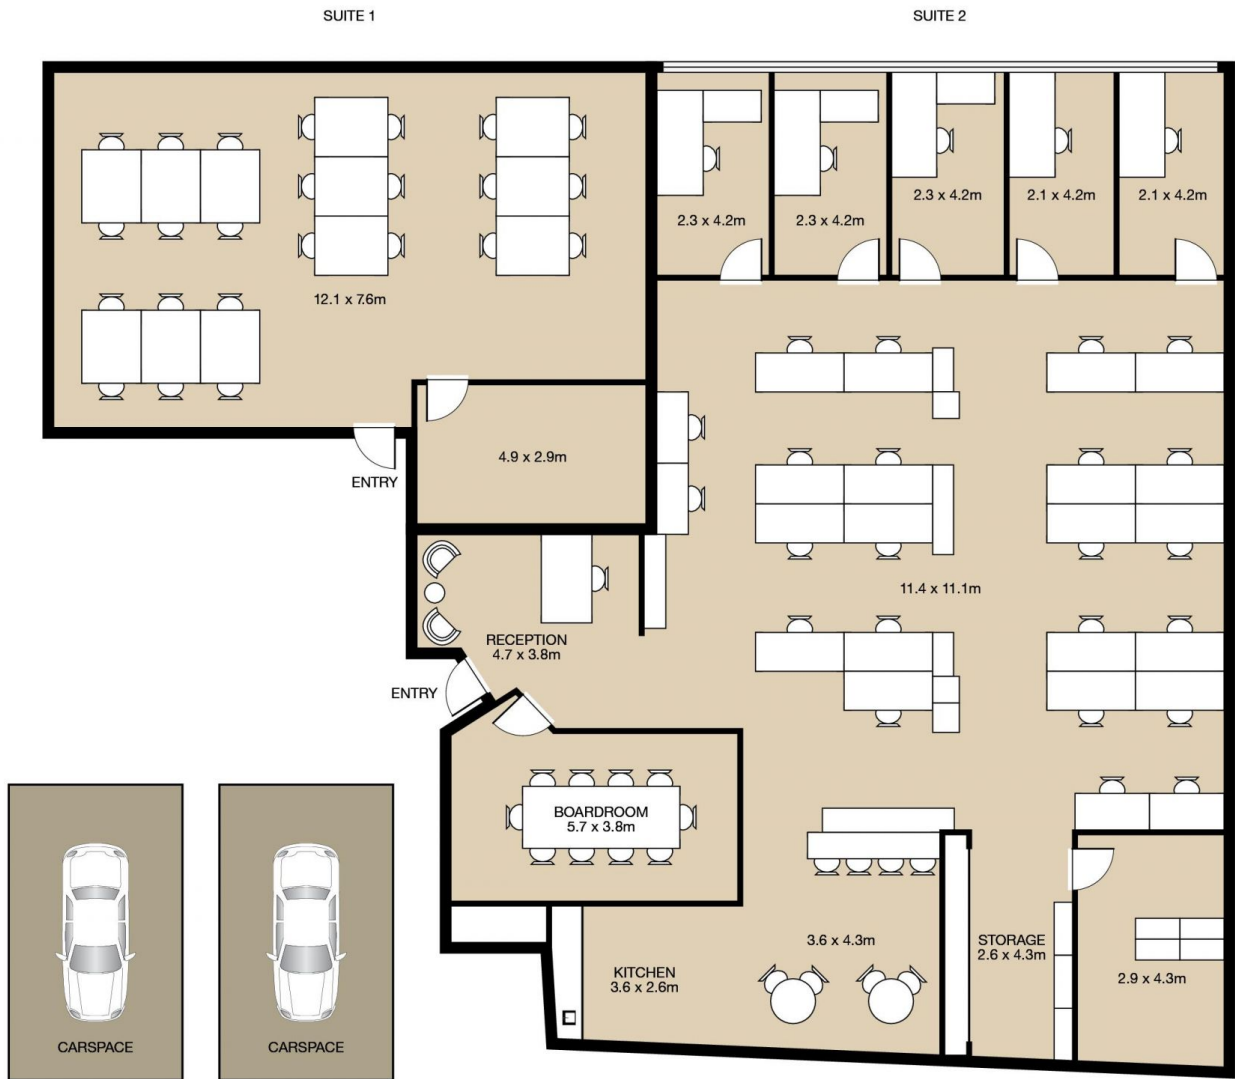 SUITE 1
SUITE 2
2.3 x 4.2m
2.3 x 4.2m
2.3 x 4.2m
2.1 x 4.2m
2.1 x 4.2m
12.1 x 7.6m
4.9 x 2.9m
ENTRY
11.4 x 11.1m
RECEPTION
4.7 x 3.8m
ENTRY
BOARDROOM
5.7 x 3.8m
3.6 x 4.3m
STORAGE
2.6 x 4.3m
KITCHEN
3.6 x 2.6m
2.9 x 4.3m
CARSPACE
CARSPACE